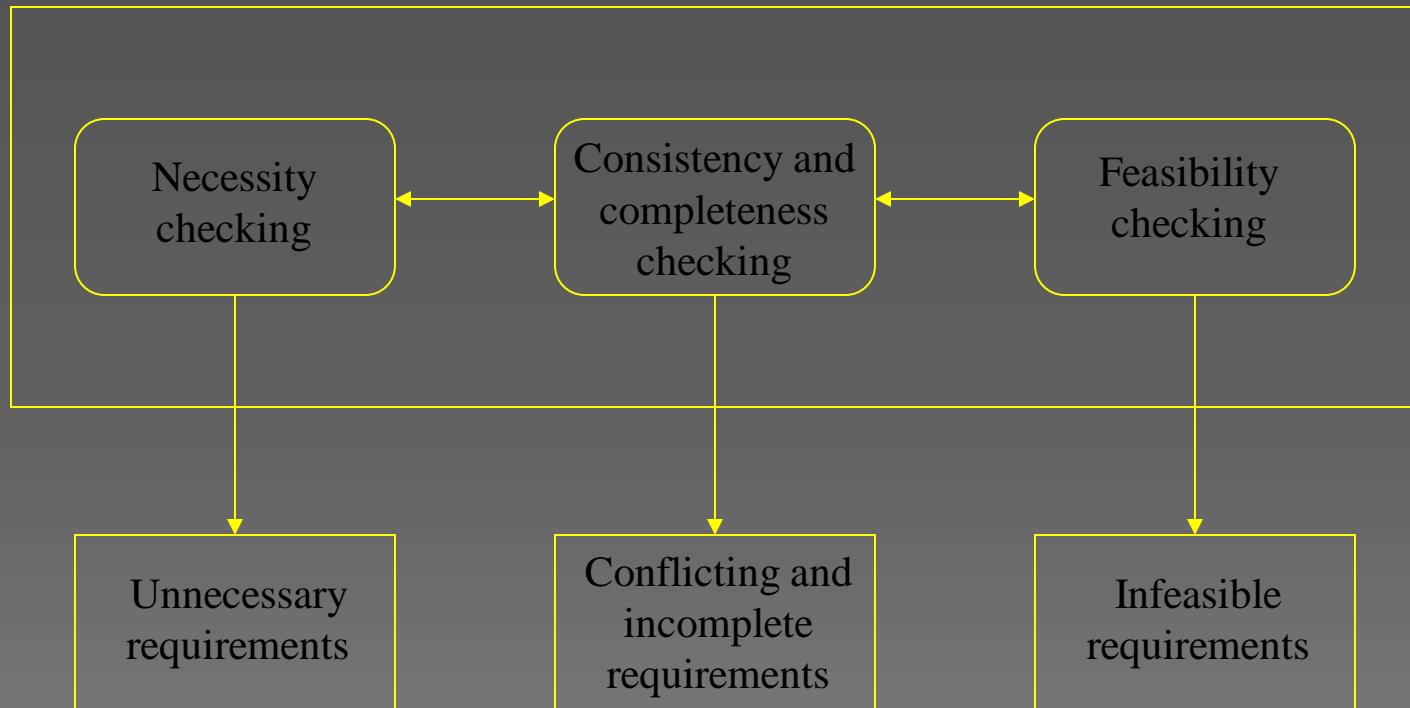 Necessity
checking
Consistency and
completeness
checking
Feasibility
checking
Unnecessary
requirements
Conflicting and
incomplete
requirements
Infeasible
requirements